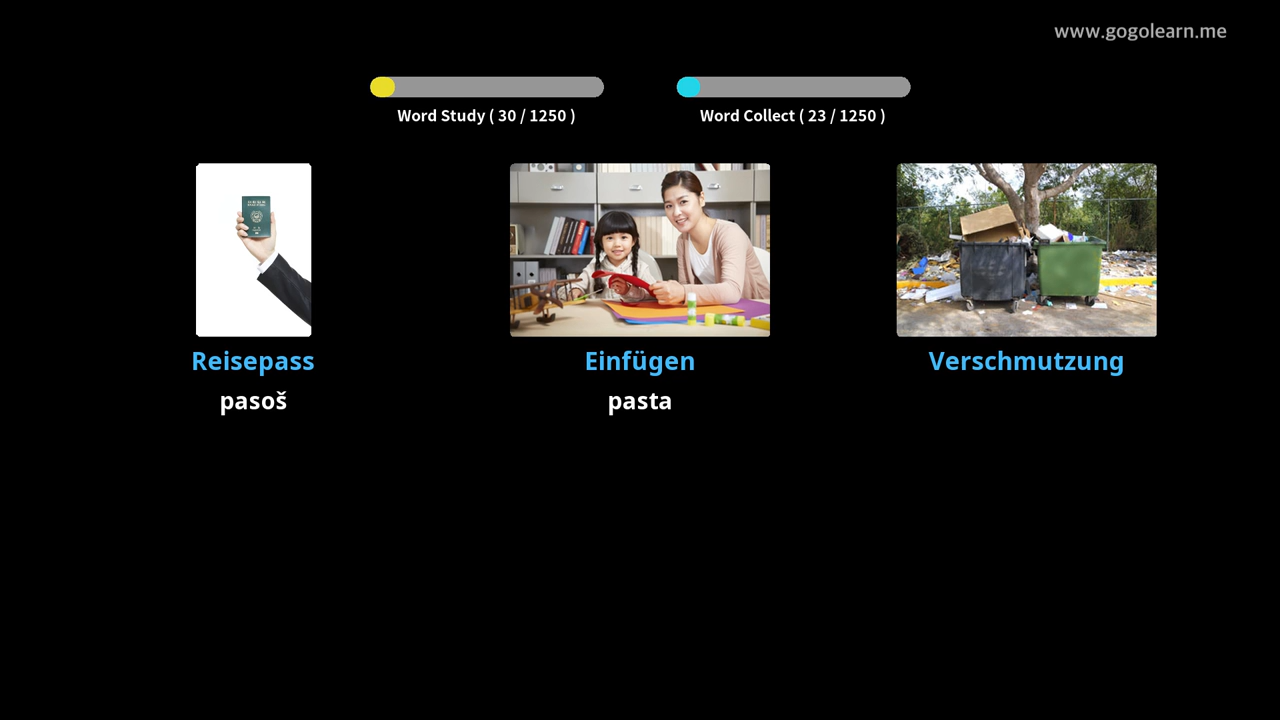 www.gogolearn.me
Word Study ( 30 / 1250 )
Word Collect ( 23 / 1250 )
Reisepass
pasoš
Einfügen
pasta
Verschmutzung